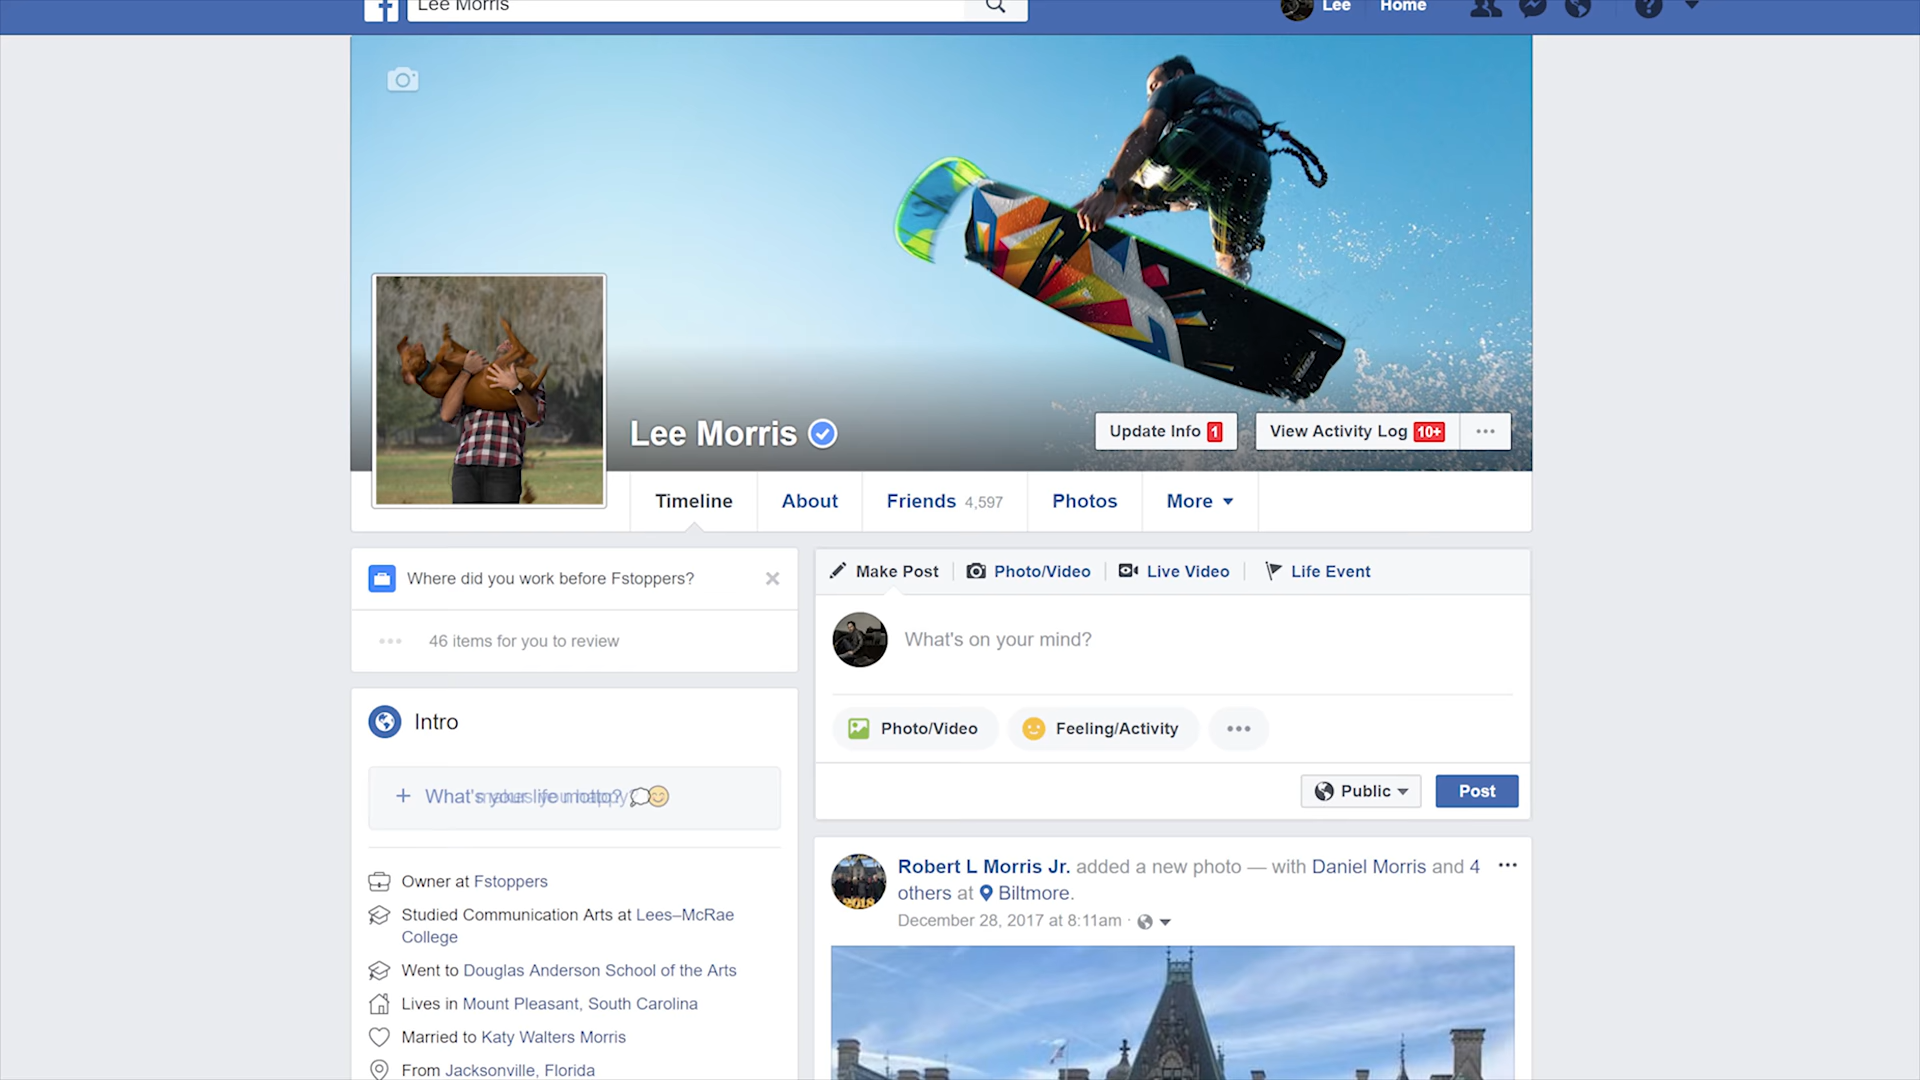 Lee Morris
Lee
Home
Lee Morris
Update Info 1
View Activity Log 10+
Timeline
About
Friends 4,597
Photos
More
Where did you work before Fstoppers?
46 items for you to review
Make Post
Photo/Video
Live Video
Life Event
What's on your mind?
Photo/Video
Feeling/Activity
Public
Post
Intro
+ What's your life motto?
Owner at Fstoppers
Studied Communication Arts at Lees–McRae
College
Went to Douglas Anderson School of the Arts
Lives in Mount Pleasant, South Carolina
Married to Katy Walters Morris
From Jacksonville, Florida
Robert L Morris Jr. added a new photo — with Daniel Morris and 4
others at Biltmore.
December 28, 2017 at 8:11am ·
2018